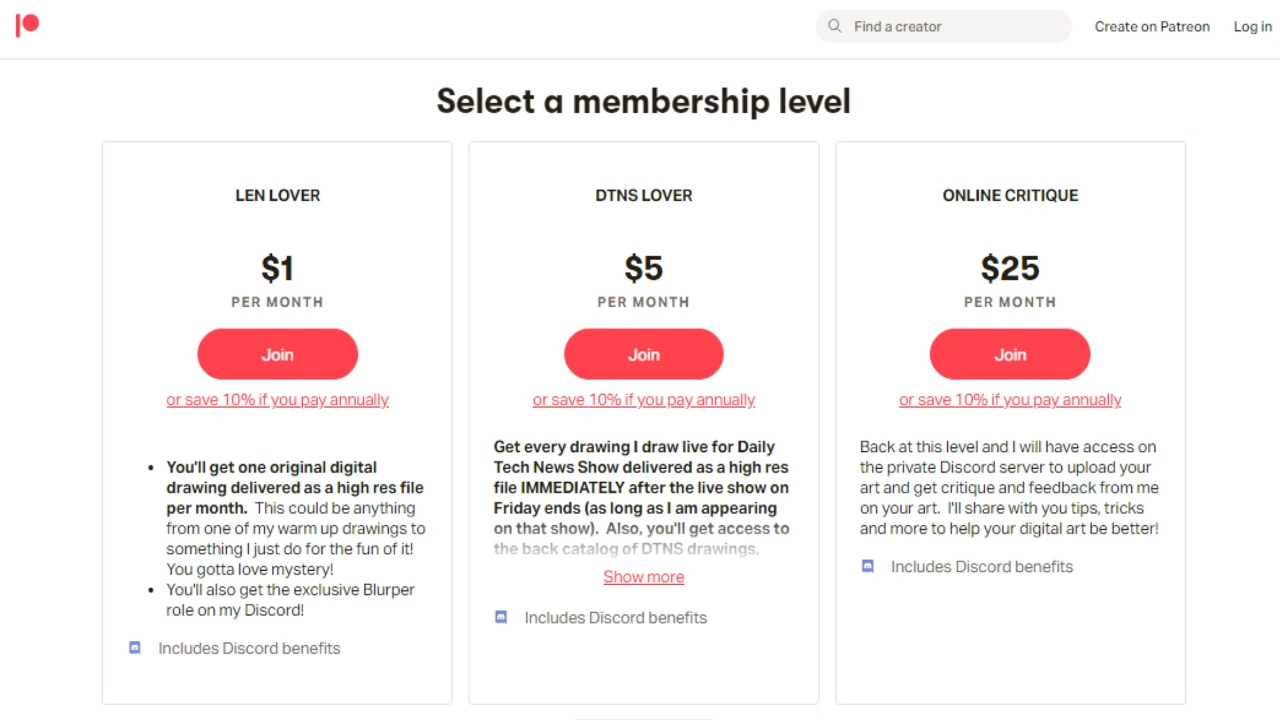 Find a creator
Create on Patreon
Log in
Select a membership level
LEN LOVER
$1
PER MONTH
Join
or save 10% if you pay annually
• You'll get one original digital
drawing delivered as a high res file
per month. This could be anything
from one of my warm up drawings to
something I just do for the fun of it!
You gotta love mystery!
• You'll also get the exclusive Blurper
role on my Discord!
Includes Discord benefits
DTNS LOVER
$5
PER MONTH
Join
or save 10% if you pay annually
Get every drawing I draw live for Daily
Tech News Show delivered as a high res
file IMMEDIATELY after the live show on
Friday ends (as long as I am appearing
on that show). Also, you'll get access to
the back catalog of DTNS drawings,
Show more
Includes Discord benefits
ONLINE CRITIQUE
$25
PER MONTH
Join
or save 10% if you pay annually
Back at this level and I will have access on
the private Discord server to upload your
art and get critique and feedback from me
on your art. I'll share with you tips, tricks
and more to help your digital art be better!
Includes Discord benefits